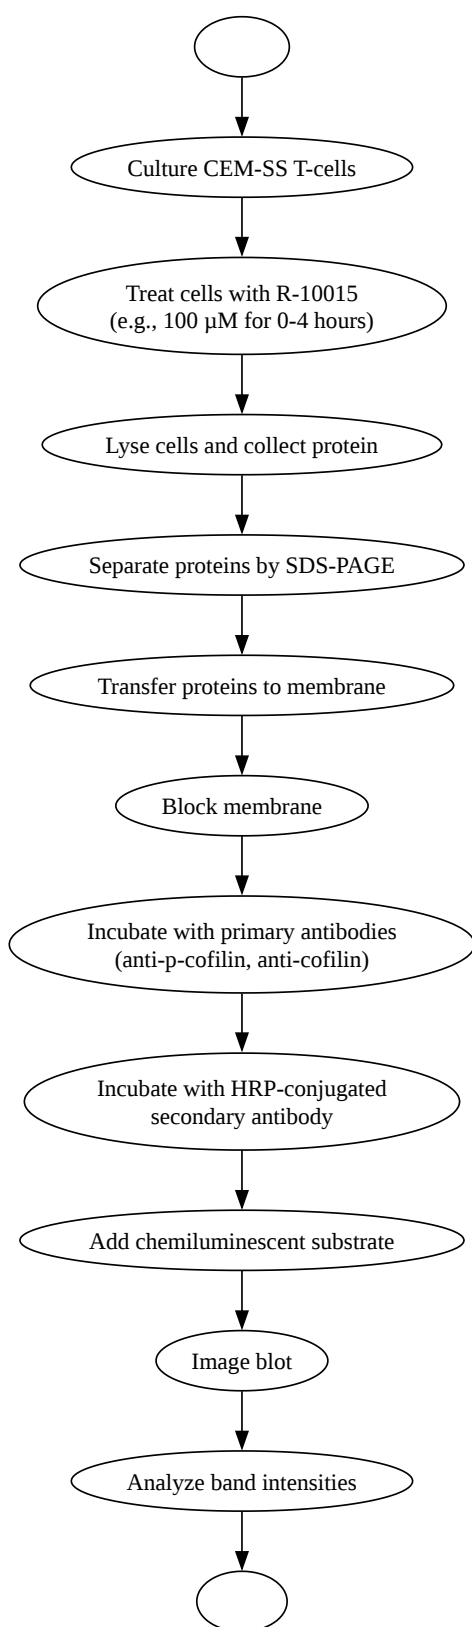 Culture CEM-SS T-cells
Treat cells with R-10015
(e.g., 100 µM for 0-4 hours)
Lyse cells and collect protein
Separate proteins by SDS-PAGE
Transfer proteins to membrane
Block membrane
Incubate with primary antibodies
(anti-p-cofilin, anti-cofilin)
Incubate with HRP-conjugated
secondary antibody
Add chemiluminescent substrate
Image blot
Analyze band intensities